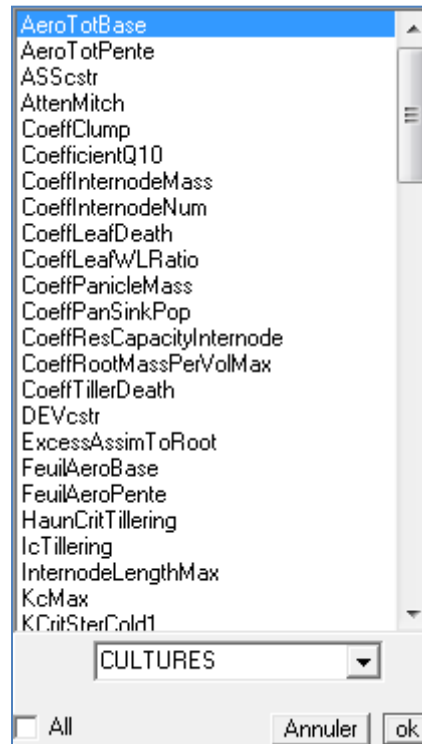 AeroTotBase
AeroTotPente
ASScstr
AttenMitch
CoeffClump
CoefficientQ10
CoeffInternodeMass
CoeffInternodeNum
CoeffLeafDeath
CoeffLeafWLRatio
CoeffPanicleMass
CoeffPanSinkPop
CoeffResCapacityInternode
CoeffRootMassPerVolMax
CoeffTillerDeath
DEVcstr
ExcessAssimToRoot
FeuilAeroBase
FeuilAeroPente
HaunCritTillering
IcTillering
InternodeLengthMax
KcMax
KCritSterCold1
CULTURES
All Annuler ok